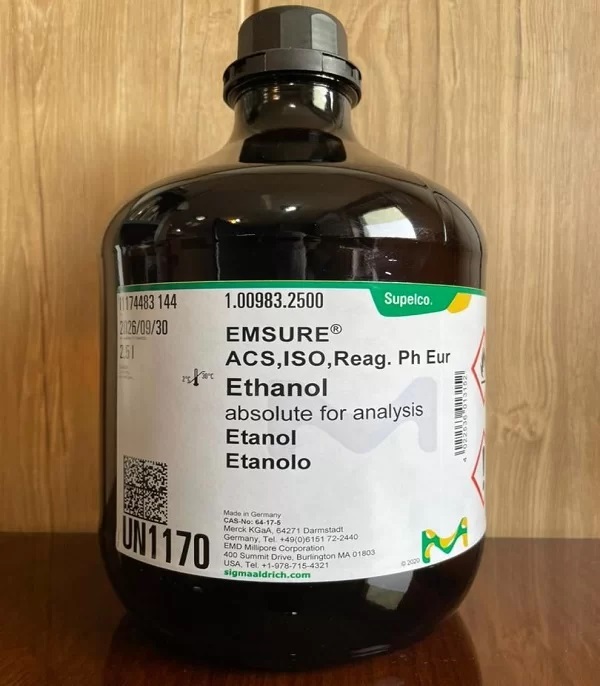 1.00983.2500
Supelco.
2026/09/30
2.5 l
EMSURE®
ACS,ISO,Reag. Ph Eur
Ethanol
absolute for analysis
Etanol
Etanolo
UN1170
Made in Germany
CAS-No: 64-17-5
Merck KGaA, 64271 Darmstadt
Germany, Tel. +49(0)6151 72-2440
EMD Millipore Corporation
400 Summit Drive, Burlington MA 01803
USA, Tel. +1-978-715-4321
sigmaaldrich.com
© 2020